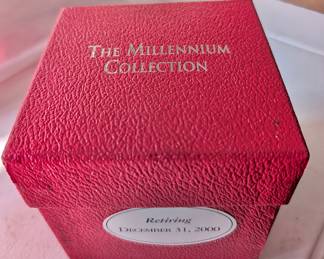 THE MILLENNIUM
COLLECTION
Retiring
DECEMBER 31, 2000